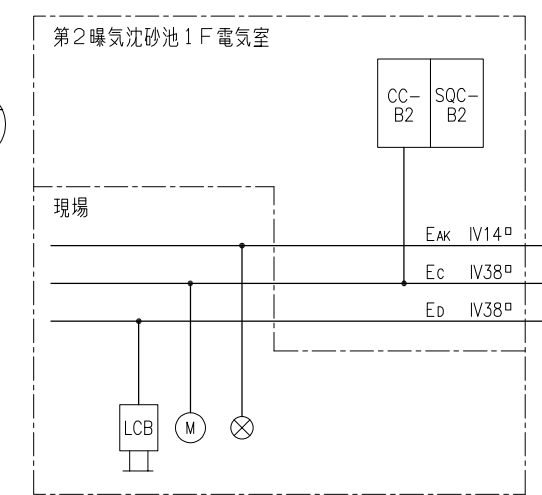 第2曝気沈砂池1F電気室
CC-
B2
SQC-
B2
現場
EAK IV14□
EC IV38□
ED IV38□
LCB
M